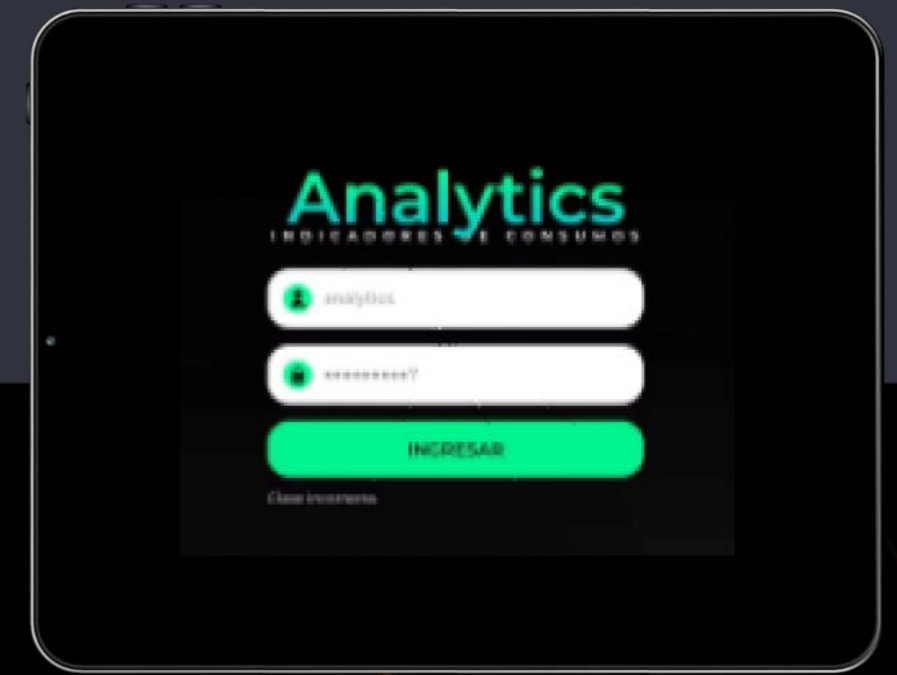 Analytics
INDICADORES DE CONSUMOS
analytics
*********?
INGRESAR